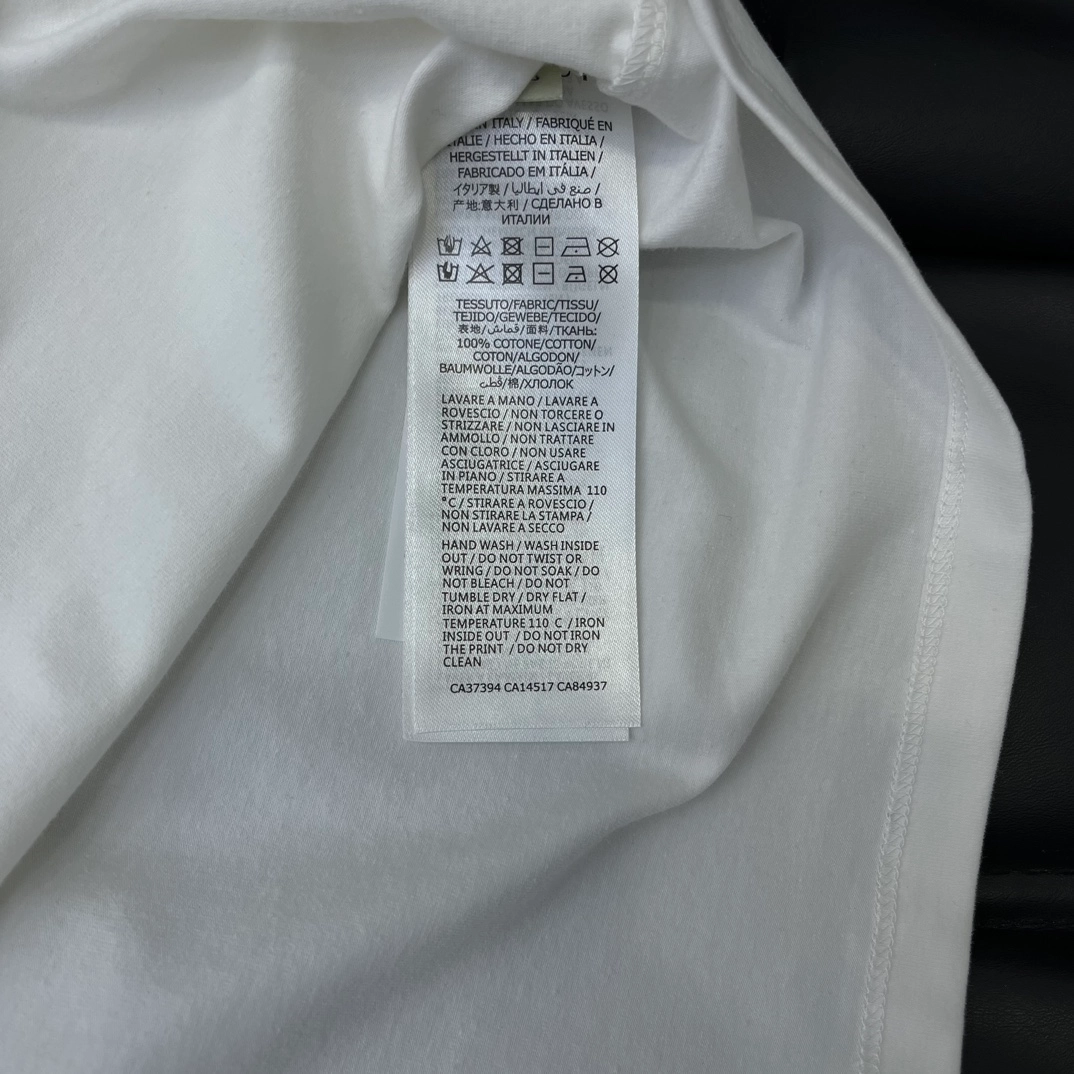 IN ITALY / FABRIQUÉ EN
ITALIE / HECHO EN ITALIA /
HERGESTELLT IN ITALIEN /
FABRICADO EM ITÁLIA /
イタリア製 / صنع في ايطاليا /
产地:意大利 / СДЕЛАНО В
ИТАЛИИ
TESSUTO/FABRIC/TISSU/
TEJIDO/GEWEBE/TECIDO/
表地/قماش/面料/ТКАНЬ:
100% COTONE/COTTON/
COTON/ALGODON/
BAUMWOLLE/ALGODÃO/コットン/
قطن/棉/ХЛОПОК
LAVARE A MANO / LAVARE A
ROVESCIO / NON TORCERE O
STRIZZARE / NON LASCIARE IN
AMMOLLO / NON TRATTARE
CON CLORO / NON USARE
ASCIUGATRICE / ASCIUGARE
IN PIANO / STIRARE A
TEMPERATURA MASSIMA 110
°C / STIRARE A ROVESCIO /
NON STIRARE LA STAMPA /
NON LAVARE A SECCO
HAND WASH / WASH INSIDE
OUT / DO NOT TWIST OR
WRING / DO NOT SOAK / DO
NOT BLEACH / DO NOT
TUMBLE DRY / DRY FLAT /
IRON AT MAXIMUM
TEMPERATURE 110 C / IRON
INSIDE OUT / DO NOT IRON
THE PRINT / DO NOT DRY
CLEAN
CA37394 CA14517 CA84937